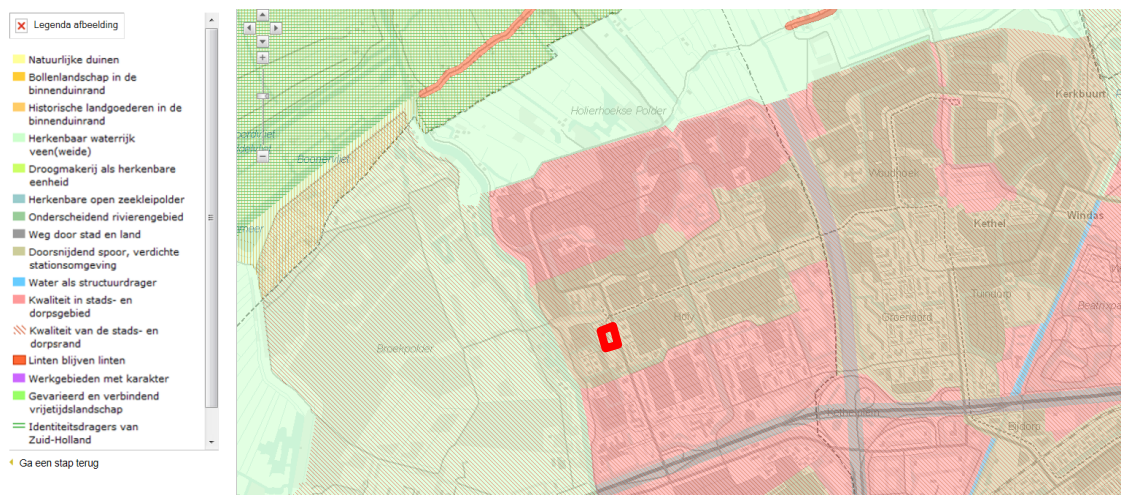 Legenda afbeelding
Natuurlijke duinen
Bollenlandschap in de
binnenduinrand
Historische landgoederen in de
binnenduinrand
Herkenbaar waterrijk
veen(weide)
Droogmakerij als herkenbare
eenheid
Herkenbare open zeekleipolder
Onderscheidend rivierengebied
Weg door stad en land
Doorsnijdend spoor, verdichte
stationsomgeving
Water als structuurdrager
Kwaliteit in stads- en
dorpsgebied
Kwaliteit van de stads- en
dorpsrand
Linten blijven linten
Werkgebieden met karakter
Gevarieerd en verbindend
vrijetijdslandschap
Identiteitsdragers van
Zuid-Holland
Ga een stap terug
Holierhoekse Polder
Kerkbuurt
Boonervliet
Woudhoek
Kethel
Windas
Holy
Tuindorp
Groenoord
Broekpolder
Bijdorp